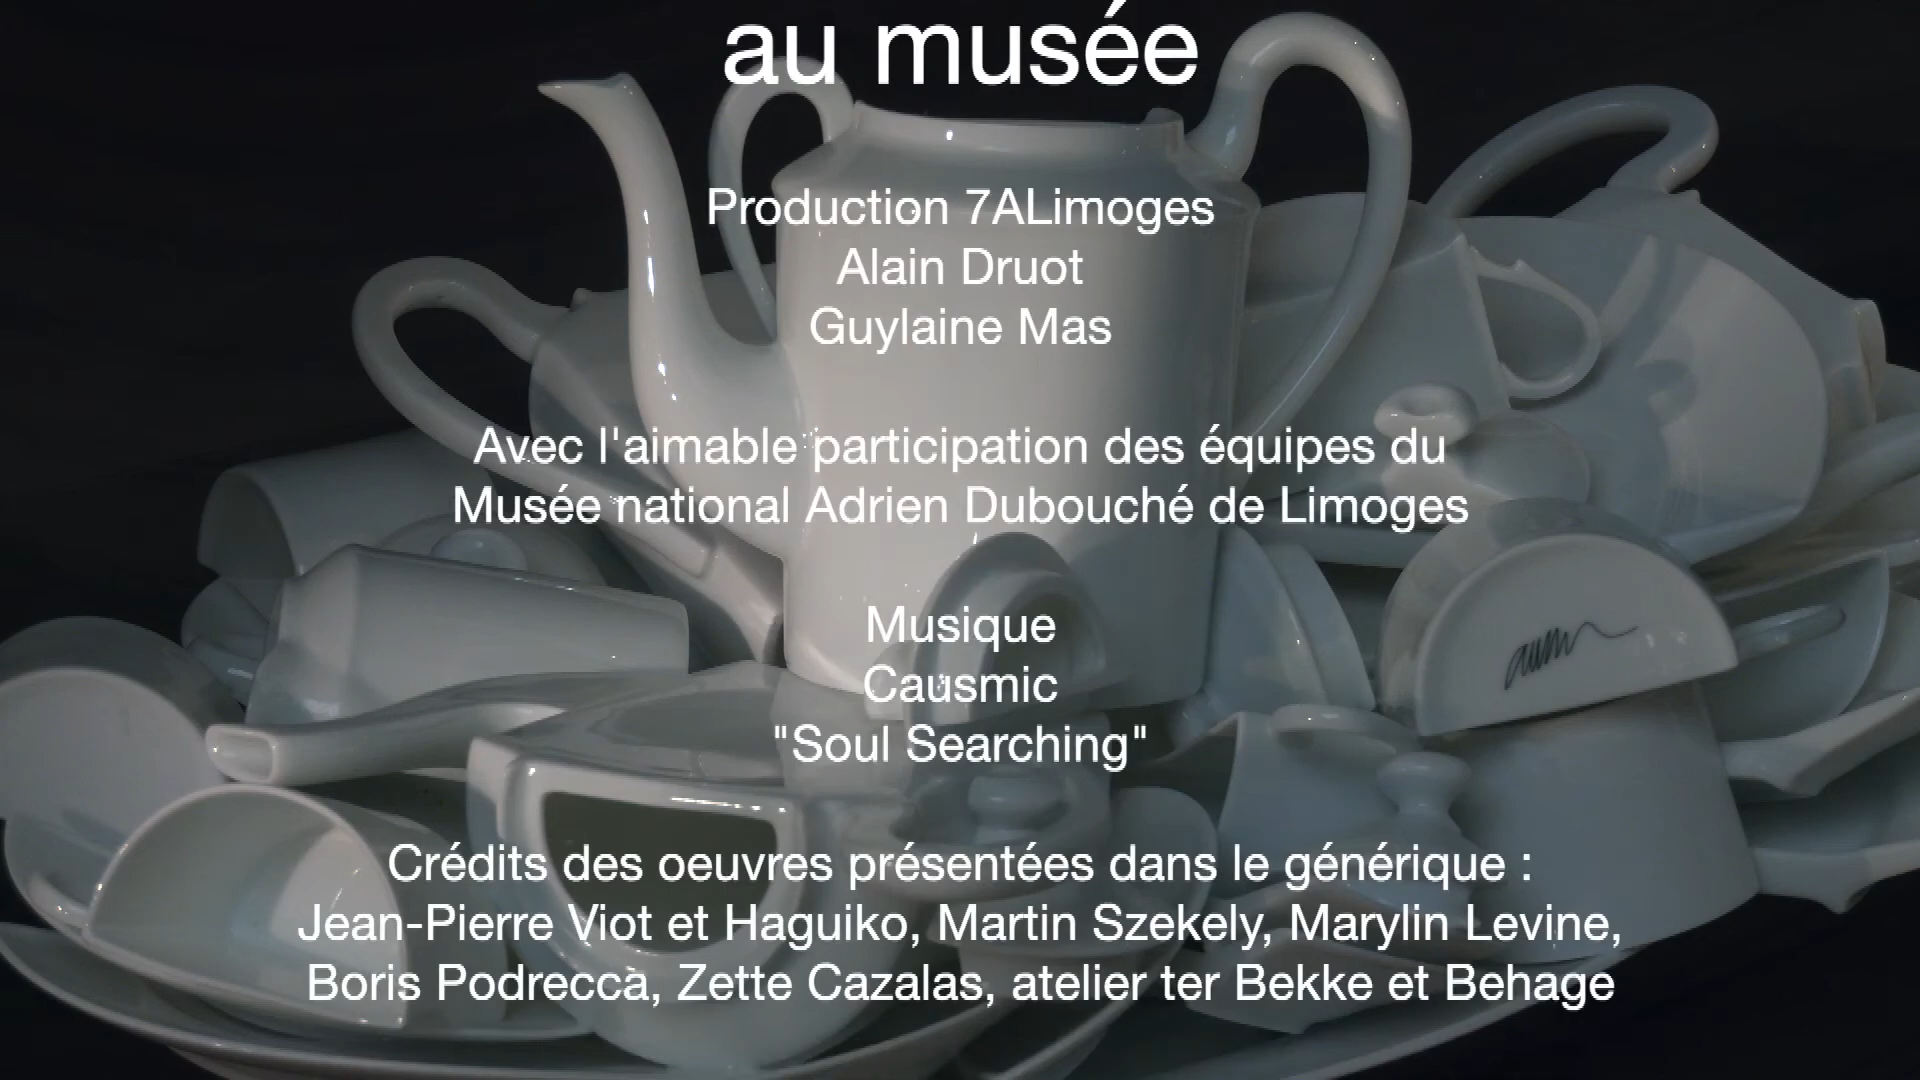 au musée
Production 7ALimoges
Alain Druot
Guylaine Mas
Avec l'aimable participation des équipes du
Musée national Adrien Dubouché de Limoges
Musique
Causmic
"Soul Searching"
Crédits des oeuvres présentées dans le générique :
Jean-Pierre Viot et Haguiko, Martin Szekely, Marylin Levine,
Boris Podrecca, Zette Cazalas, atelier ter Bekke et Behage